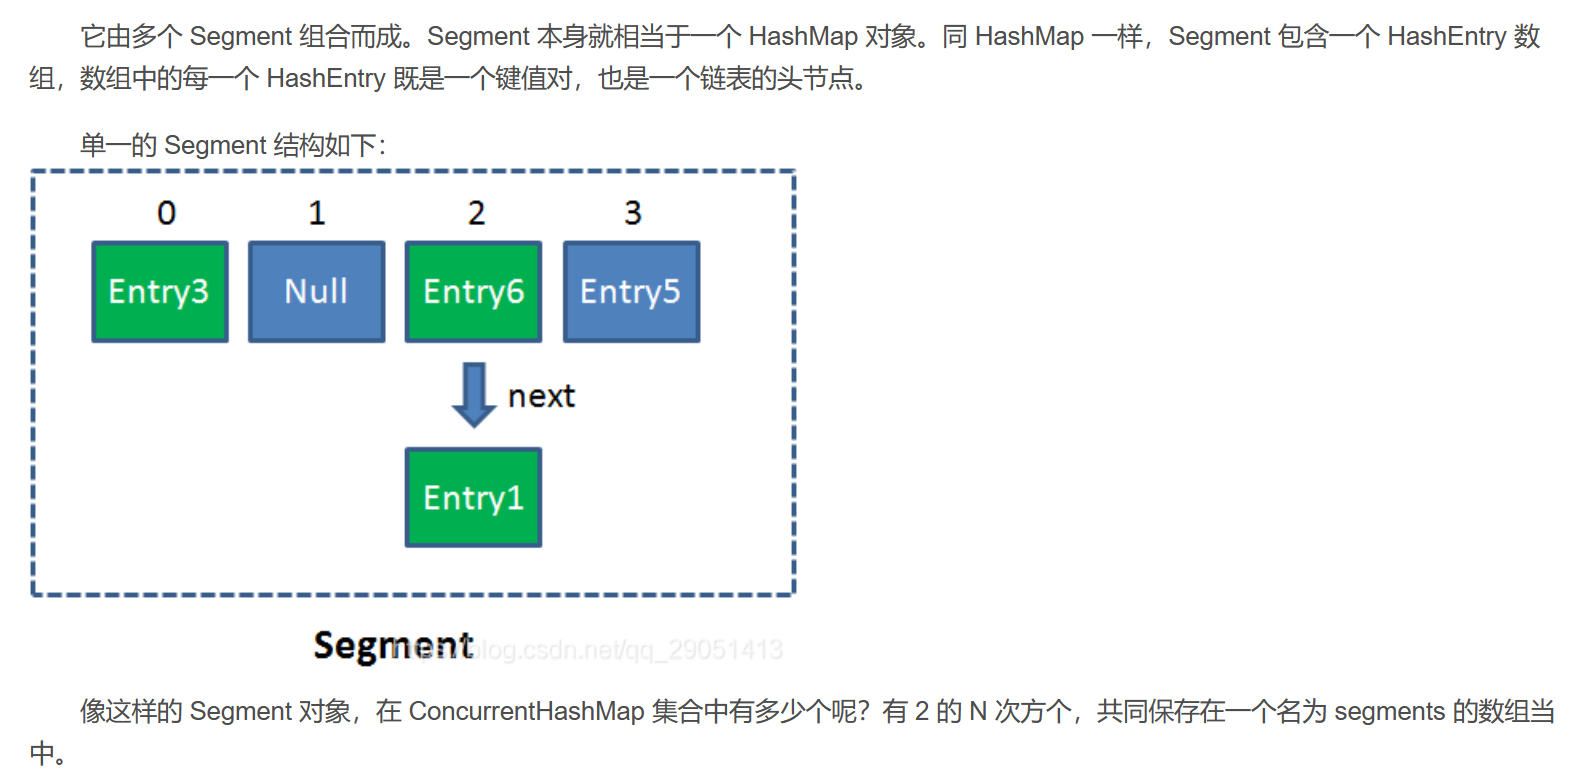 它由多个 Segment 组合而成。Segment 本身就相当于一个 HashMap 对象。同 HashMap 一样，Segment 包含一个 HashEntry 数
组，数组中的每一个 HashEntry 既是一个键值对，也是一个链表的头节点。
单一的 Segment 结构如下：
0 1 2 3
Entry3 Null Entry6 Entry5
next
Entry1
Segment
https://blog.csdn.net/qq_29051413
像这样的 Segment 对象，在 ConcurrentHashMap 集合中有多少个呢？有 2 的 N 次方个，共同保存在一个名为 segments 的数组当
中。